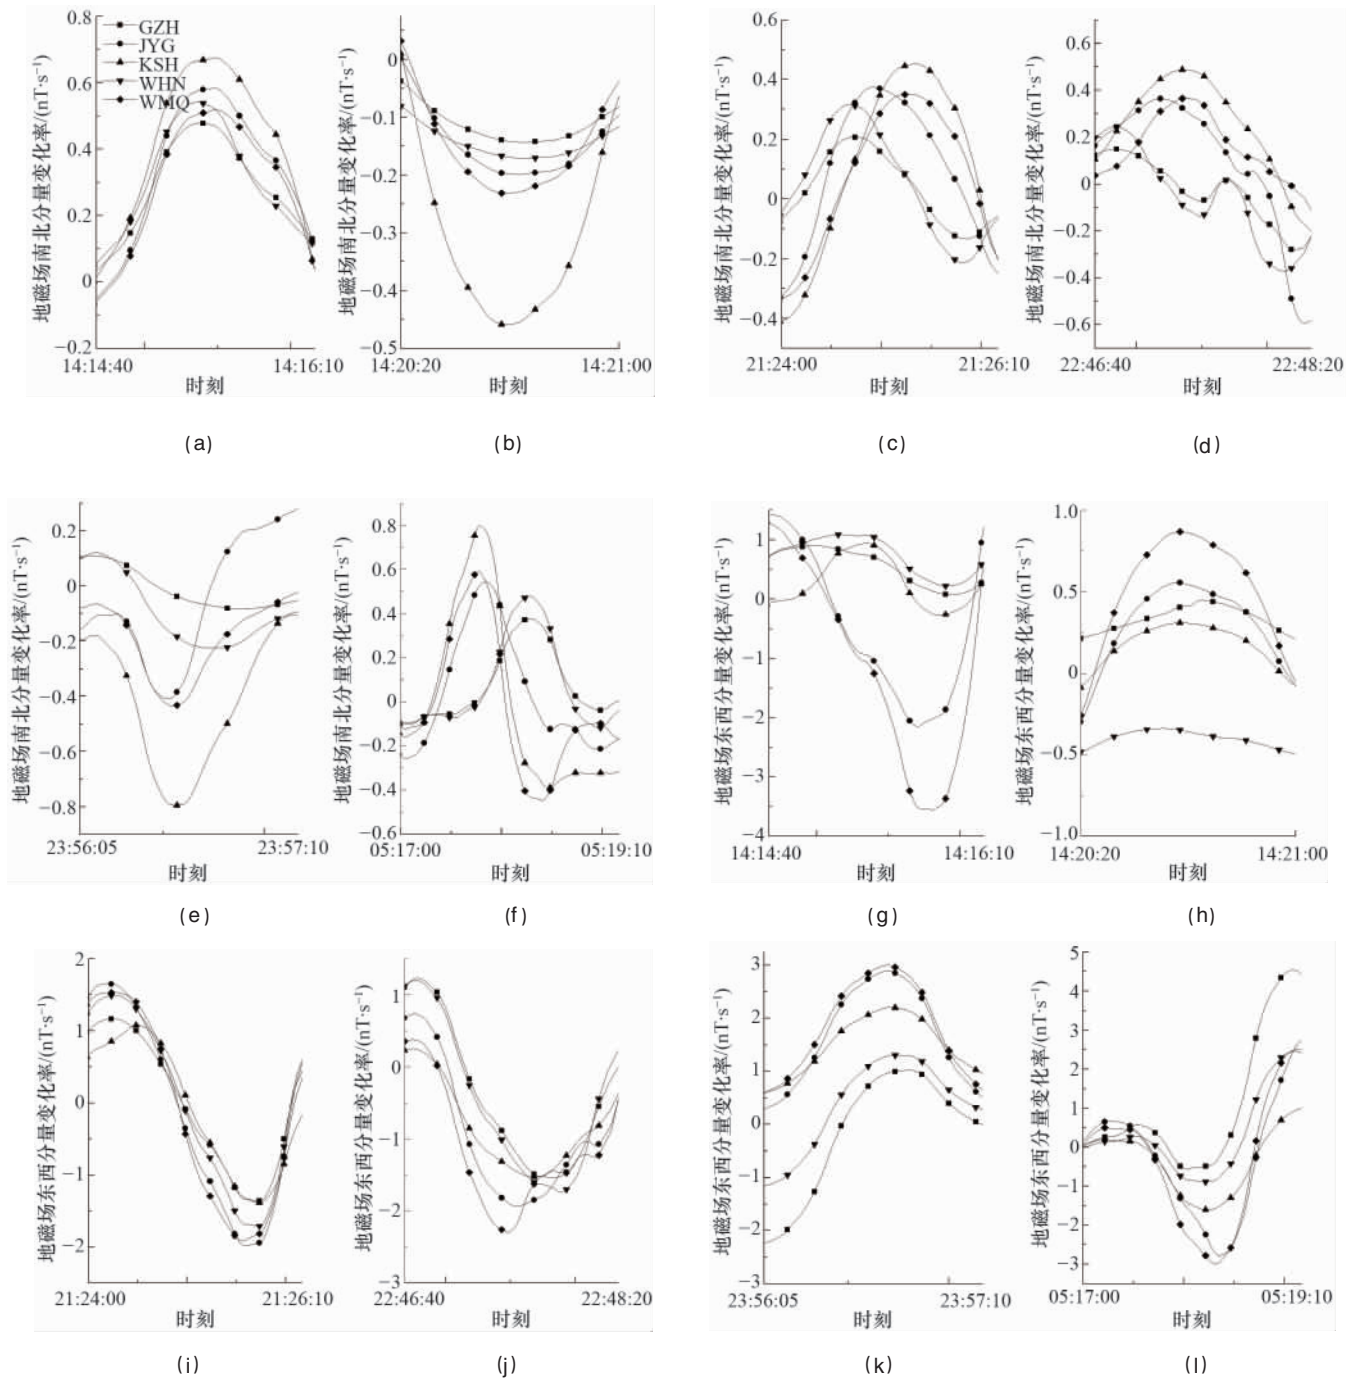 地磁场南北分量变化率/(nT·s⁻¹)
0.8
0.6
0.4
0.2
0
−0.2
GZH
JYG
KSH
WHN
WMQ
14:14:40 14:16:10
时刻
(a)
地磁场南北分量变化率/(nT·s⁻¹)
0
−0.1
−0.2
−0.3
−0.4
−0.5
14:20:20 14:21:00
时刻
(b)
地磁场南北分量变化率/(nT·s⁻¹)
0.6
0.4
0.2
0
−0.2
−0.4
21:24:00 21:26:10
时刻
(c)
地磁场南北分量变化率/(nT·s⁻¹)
0.6
0.4
0.2
0
−0.2
−0.4
−0.6
22:46:40 22:48:20
时刻
(d)
地磁场南北分量变化率/(nT·s⁻¹)
0.2
0
−0.2
−0.4
−0.6
−0.8
23:56:05 23:57:10
时刻
(e)
地磁场南北分量变化率/(nT·s⁻¹)
0.8
0.6
0.4
0.2
0
−0.2
−0.4
−0.6
05:17:00 05:19:10
时刻
(f)
地磁场东西分量变化率/(nT·s⁻¹)
1
0
−1
−2
−3
−4
14:14:40 14:16:10
时刻
(g)
地磁场东西分量变化率/(nT·s⁻¹)
1.0
0.5
0
−0.5
−1.0
14:20:20 14:21:00
时刻
(h)
地磁场东西分量变化率/(nT·s⁻¹)
2
1
0
−1
−2
21:24:00 21:26:10
时刻
(i)
地磁场东西分量变化率/(nT·s⁻¹)
1
0
−1
−2
−3
22:46:40 22:48:20
时刻
(j)
地磁场东西分量变化率/(nT·s⁻¹)
3
2
1
0
−1
−2
−3
23:56:05 23:57:10
时刻
(k)
地磁场东西分量变化率/(nT·s⁻¹)
5
4
3
2
1
0
−1
−2
−3
05:17:00 05:19:10
时刻
(l)